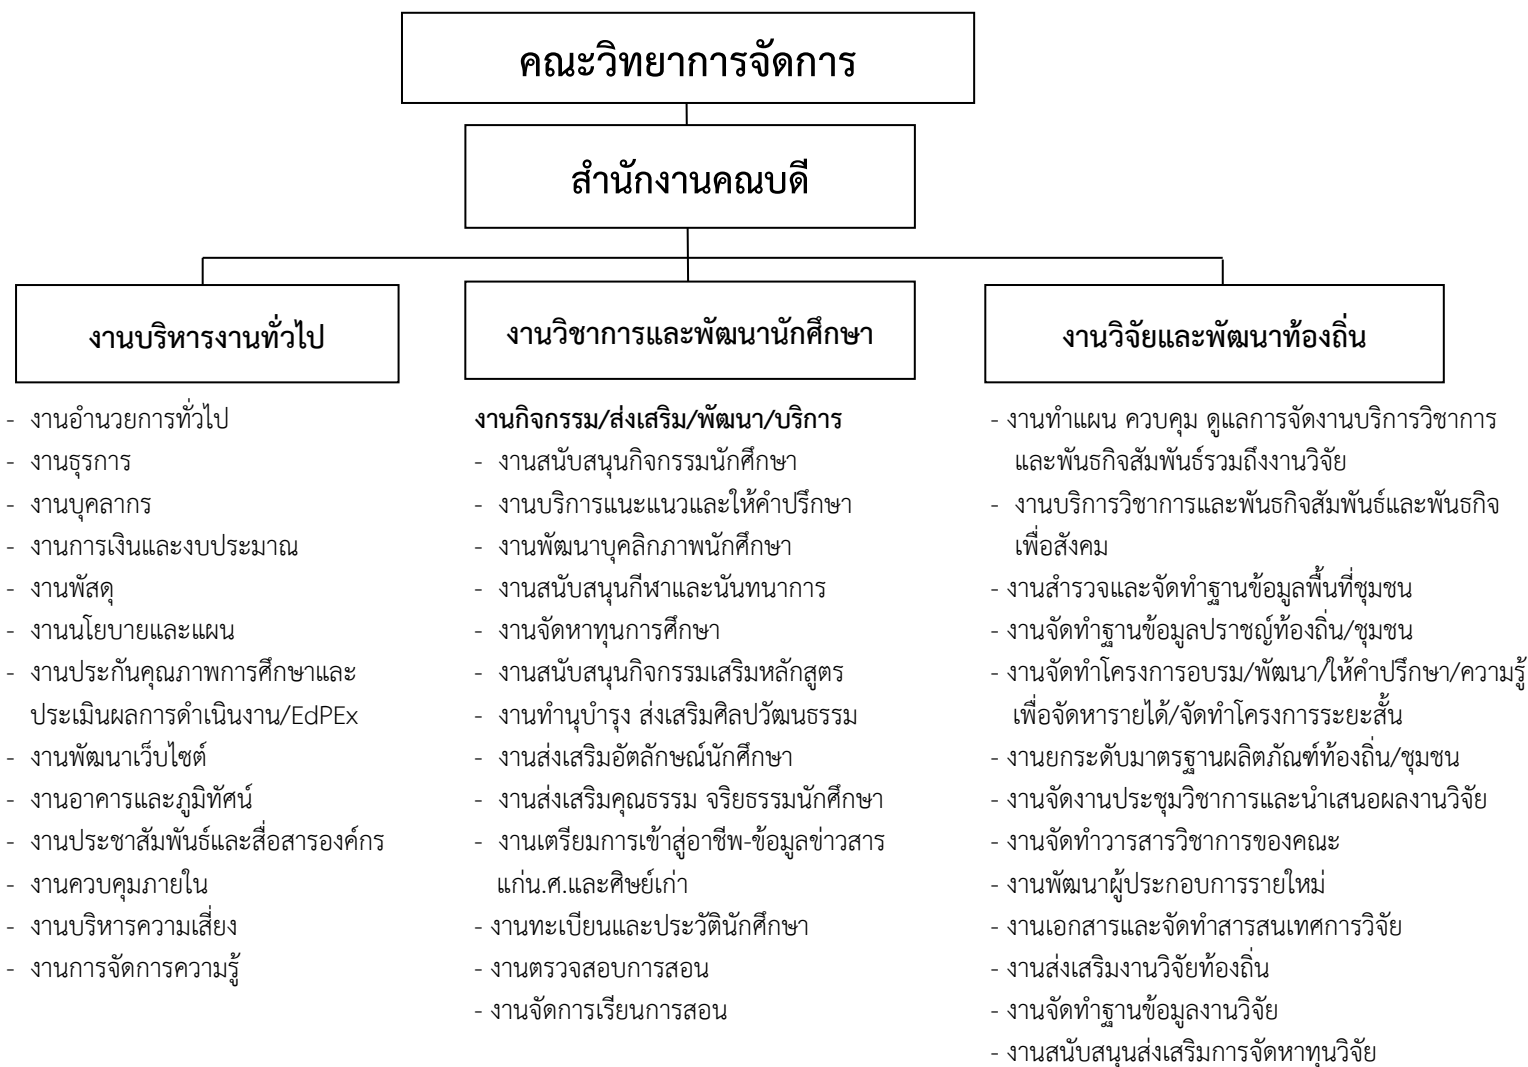 คณะวิทยาการจัดการ
สำนักงานคณบดี
งานบริหารงานทั่วไป
- งานอำนวยการทั่วไป
- งานธุรการ
- งานบุคลากร
- งานการเงินและงบประมาณ
- งานพัสดุ
- งานนโยบายและแผน
- งานประกันคุณภาพการศึกษาและ
ประเมินผลการดำเนินงาน/EdPEx
- งานพัฒนาเว็บไซต์
- งานอาคารและภูมิทัศน์
- งานประชาสัมพันธ์และสื่อสารองค์กร
- งานควบคุมภายใน
- งานบริหารความเสี่ยง
- งานการจัดการความรู้
งานวิชาการและพัฒนานักศึกษา
งานกิจกรรม/ส่งเสริม/พัฒนา/บริการ
- งานสนับสนุนกิจกรรมนักศึกษา
- งานบริการแนะแนวและให้คำปรึกษา
- งานพัฒนาบุคลิกภาพนักศึกษา
- งานสนับสนุนกีฬาและนันทนาการ
- งานจัดหาทุนการศึกษา
- งานสนับสนุนกิจกรรมเสริมหลักสูตร
- งานทำนุบำรุง ส่งเสริมศิลปวัฒนธรรม
- งานส่งเสริมอัตลักษณ์นักศึกษา
- งานส่งเสริมคุณธรรม จริยธรรมนักศึกษา
- งานเตรียมการเข้าสู่อาชีพ-ข้อมูลข่าวสาร
แก่น.ศ.และศิษย์เก่า
- งานทะเบียนและประวัตินักศึกษา
- งานตรวจสอบการสอน
- งานจัดการเรียนการสอน
งานวิจัยและพัฒนาท้องถิ่น
- งานทำแผน ควบคุม ดูแลการจัดงานบริการวิชาการ
และพันธกิจสัมพันธ์รวมถึงงานวิจัย
- งานบริการวิชาการและพันธกิจสัมพันธ์และพันธกิจ
เพื่อสังคม
- งานสำรวจและจัดทำฐานข้อมูลพื้นที่ชุมชน
- งานจัดทำฐานข้อมูลปราชญ์ท้องถิ่น/ชุมชน
- งานจัดทำโครงการอบรม/พัฒนา/ให้คำปรึกษา/ความรู้
เพื่อจัดหารายได้/จัดทำโครงการระยะสั้น
- งานยกระดับมาตรฐานผลิตภัณฑ์ท้องถิ่น/ชุมชน
- งานจัดงานประชุมวิชาการและนำเสนอผลงานวิจัย
- งานจัดทำวารสารวิชาการของคณะ
- งานพัฒนาผู้ประกอบการรายใหม่
- งานเอกสารและจัดทำสารสนเทศการวิจัย
- งานส่งเสริมงานวิจัยท้องถิ่น
- งานจัดทำฐานข้อมูลงานวิจัย
- งานสนับสนุนส่งเสริมการจัดหาทุนวิจัย